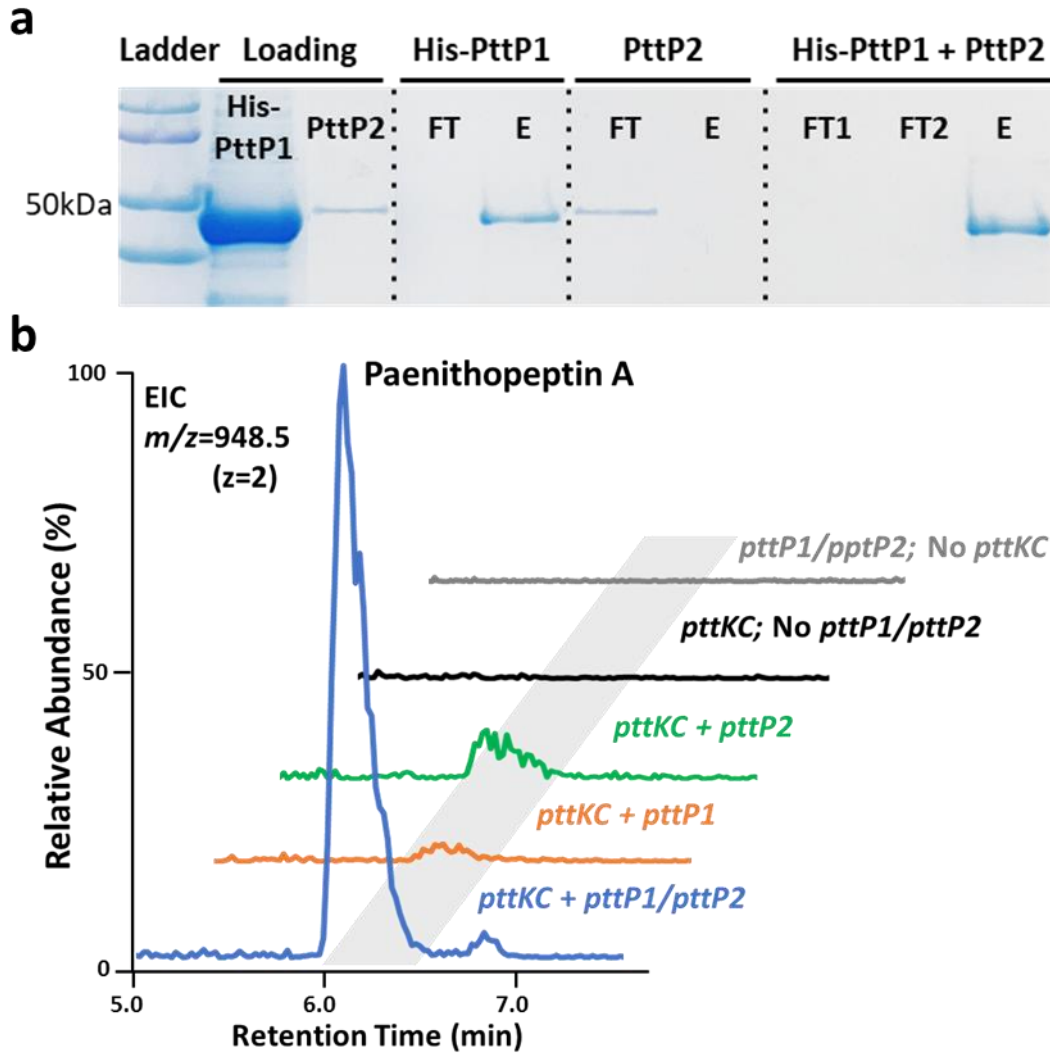 a
Ladder Loading His-PttP1 PttP2 His-PttP1 + PttP2
His-
PttP1 PttP2 FT E FT E FT1 FT2 E
50kDa
b
100
Paenithopeptin A
EIC
m/z=948.5
(z=2)
pttP1/pptP2; No pttKC
pttKC; No pttP1/pttP2
50
pttKC + pttP2
pttKC + pttP1
pttKC + pttP1/pttP2
0
5.0 6.0 7.0
Retention Time (min)
Relative Abundance (%)